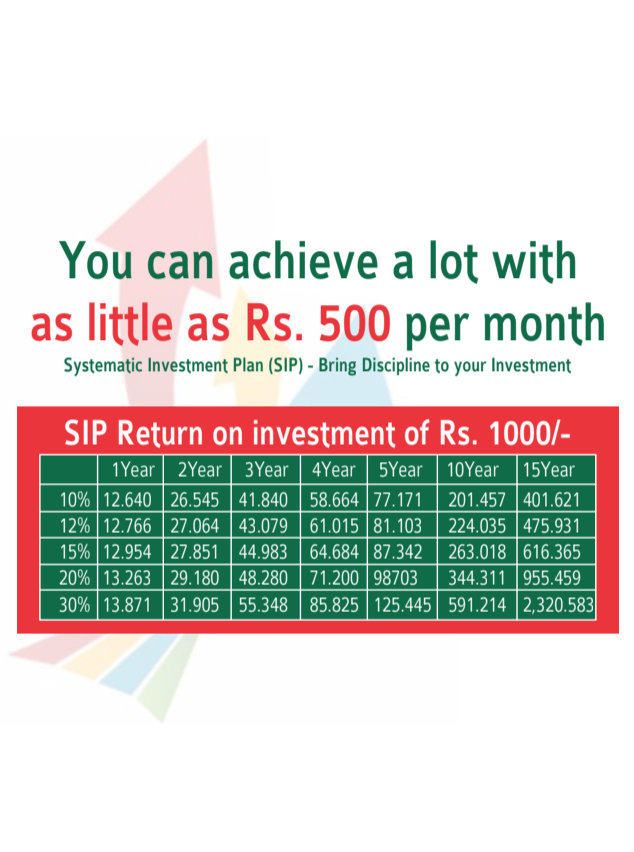 You can achieve a lot with
as little as Rs. 500 per month
Systematic Investment Plan (SIP) - Bring Discipline to your Investment
SIP Return on investment of Rs. 1000/-
1Year 2Year 3Year 4Year 5Year 10Year 15Year
10% 12.640 26.545 41.840 58.664 77.171 201.457 401.621
12% 12.766 27.064 43.079 61.015 81.103 224.035 475.931
15% 12.954 27.851 44.983 64.684 87.342 263.018 616.365
20% 13.263 29.180 48.280 71.200 98703 344.311 955.459
30% 13.871 31.905 55.348 85.825 125.445 591.214 2,320.583